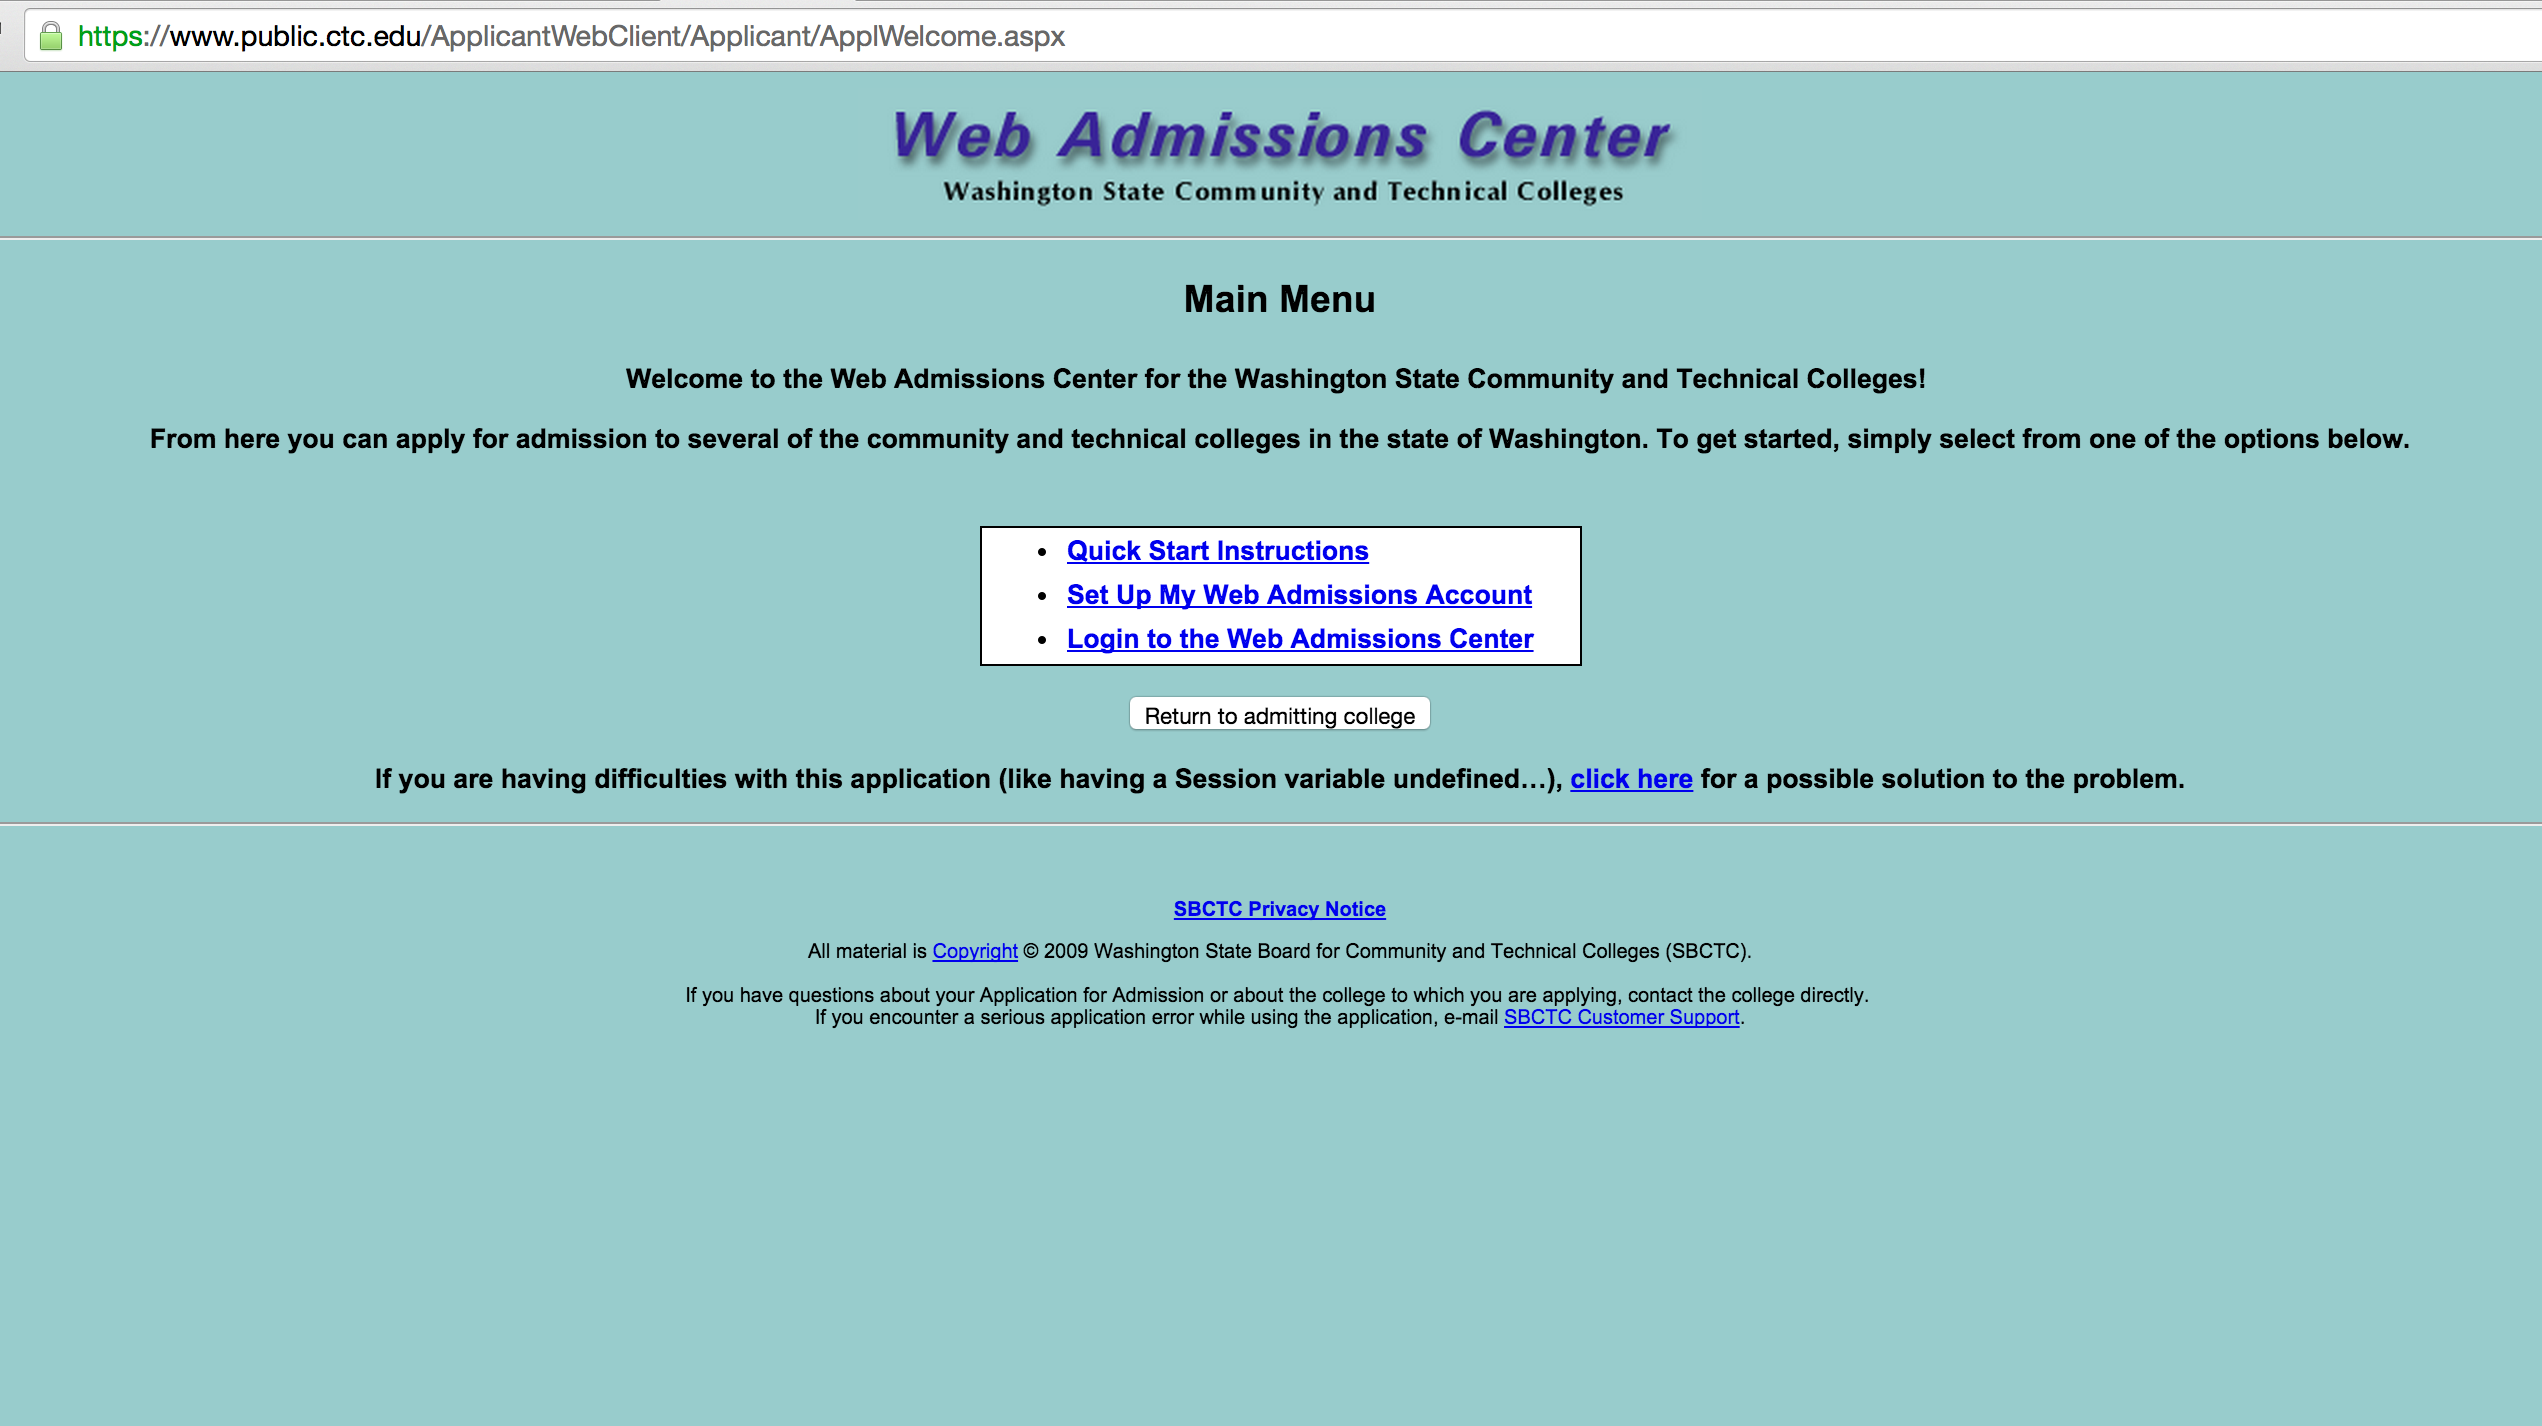 https://www.public.ctc.edu/ApplicantWebClient/Applicant/ApplWelcome.aspx
Web Admissions Center
Washington State Community and Technical Colleges
Main Menu
Welcome to the Web Admissions Center for the Washington State Community and Technical Colleges!
From here you can apply for admission to several of the community and technical colleges in the state of Washington. To get started, simply select from one of the options below.
• Quick Start Instructions
• Set Up My Web Admissions Account
• Login to the Web Admissions Center
Return to admitting college
If you are having difficulties with this application (like having a Session variable undefined...), click here for a possible solution to the problem.
SBCTC Privacy Notice
All material is Copyright © 2009 Washington State Board for Community and Technical Colleges (SBCTC).
If you have questions about your Application for Admission or about the college to which you are applying, contact the college directly.
If you encounter a serious application error while using the application, e-mail SBCTC Customer Support.